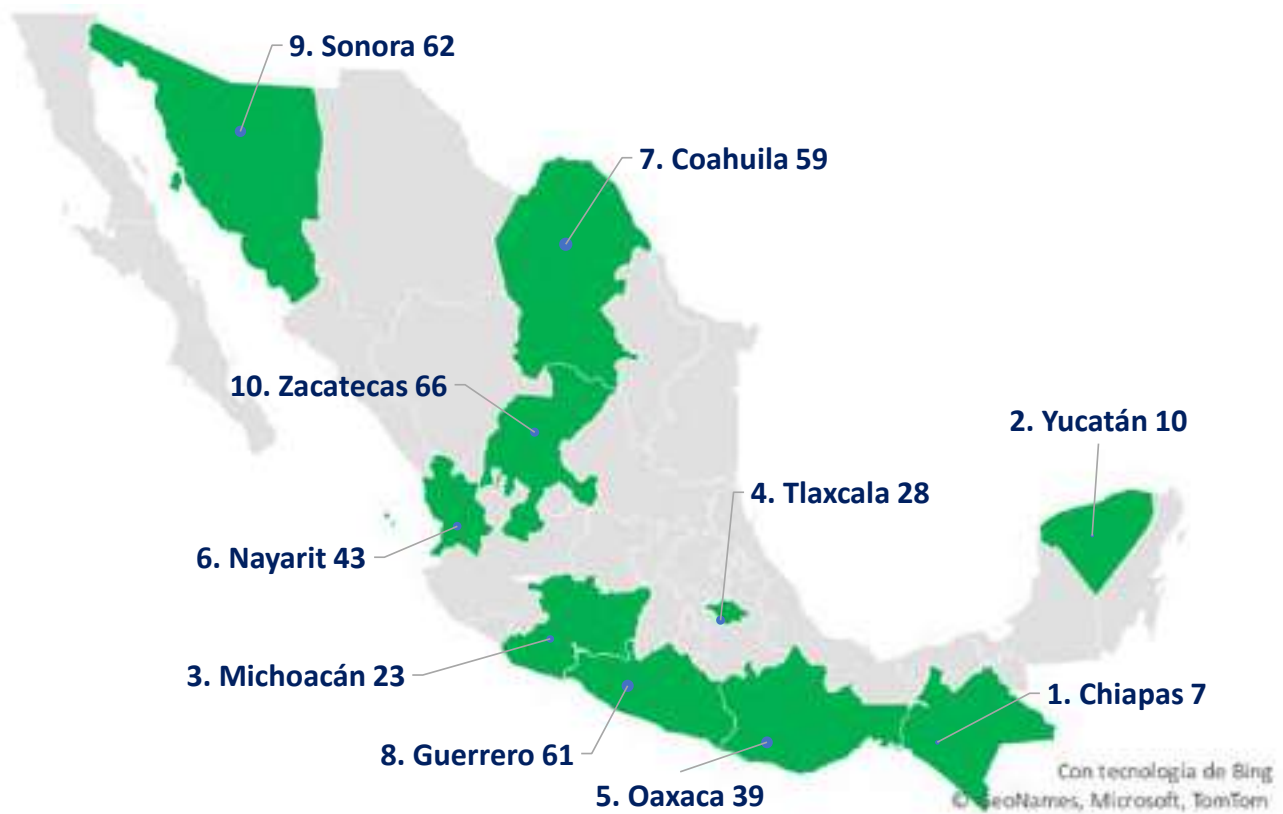 9. Sonora 62
7. Coahuila 59
10. Zacatecas 66
2. Yucatán 10
4. Tlaxcala 28
6. Nayarit 43
3. Michoacán 23
1. Chiapas 7
8. Guerrero 61
5. Oaxaca 39
Con tecnología de Bing
© GeoNames, Microsoft, TomTom